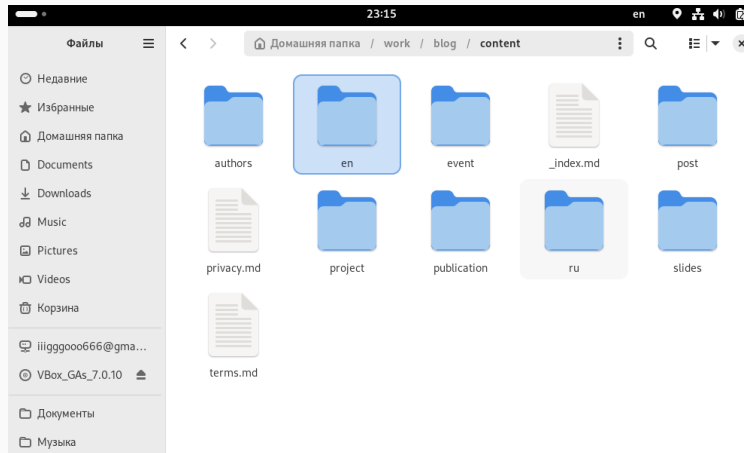 23:15
en
Файлы
Домашняя папка / work / blog / content
Недавние
Избранные
Домашняя папка
Documents
Downloads
Music
Pictures
Videos
Корзина
iiigggooo666@gma...
VBox_GAs_7.0.10
Документы
Музыка
authors
en
event
_index.md
post
privacy.md
project
publication
ru
slides
terms.md